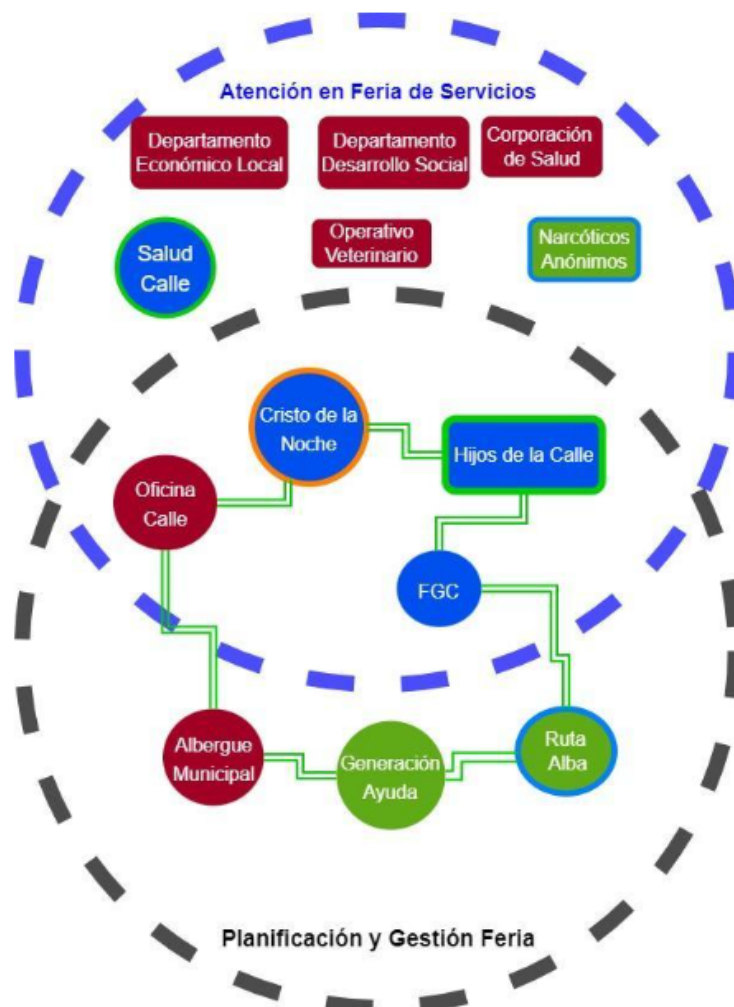 Atención en Feria de Servicios
Departamento
Económico Local
Departamento
Desarrollo Social
Corporación
de Salud
Salud
Calle
Operativo
Veterinario
Narcóticos
Anónimos
Cristo de la
Noche
Hijos de la Calle
Oficina
Calle
FGC
Albergue
Municipal
Generación
Ayuda
Ruta
Alba
Planificación y Gestión Feria